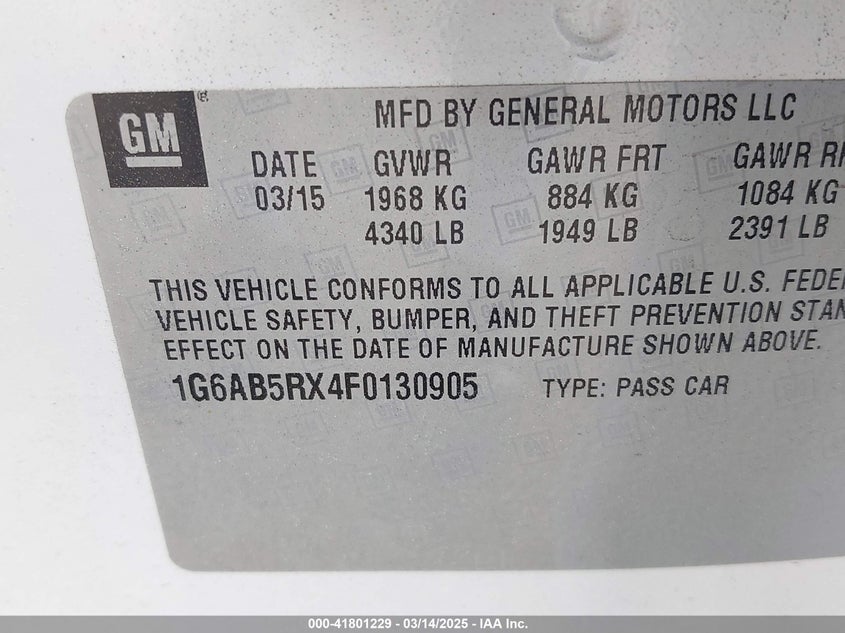 GM ®
MFD BY GENERAL MOTORS LLC
DATE GVWR GAWR FRT GAWR
03/15 1968 KG 884 KG 1084 KG
4340 LB 1949 LB 2391 LB
THIS VEHICLE CONFORMS TO ALL APPLICABLE U.S.
VEHICLE SAFETY, BUMPER, AND THEFT PREVENTION
EFFECT ON THE DATE OF MANUFACTURE SHOWN ABOVE.
1G6AB5RX4F0130905 TYPE: PASS CAR
000-41801229 - 03/14/2025 - IAA Inc.